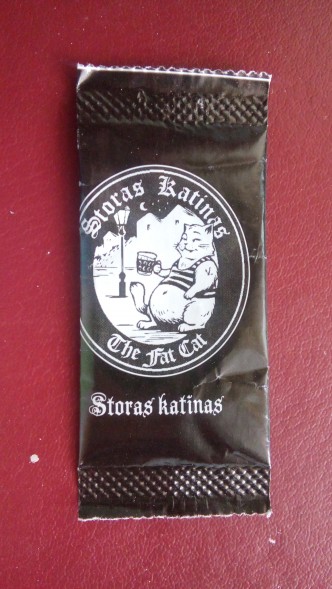 Storas Katinas
The Fat Cat
Storas katinas